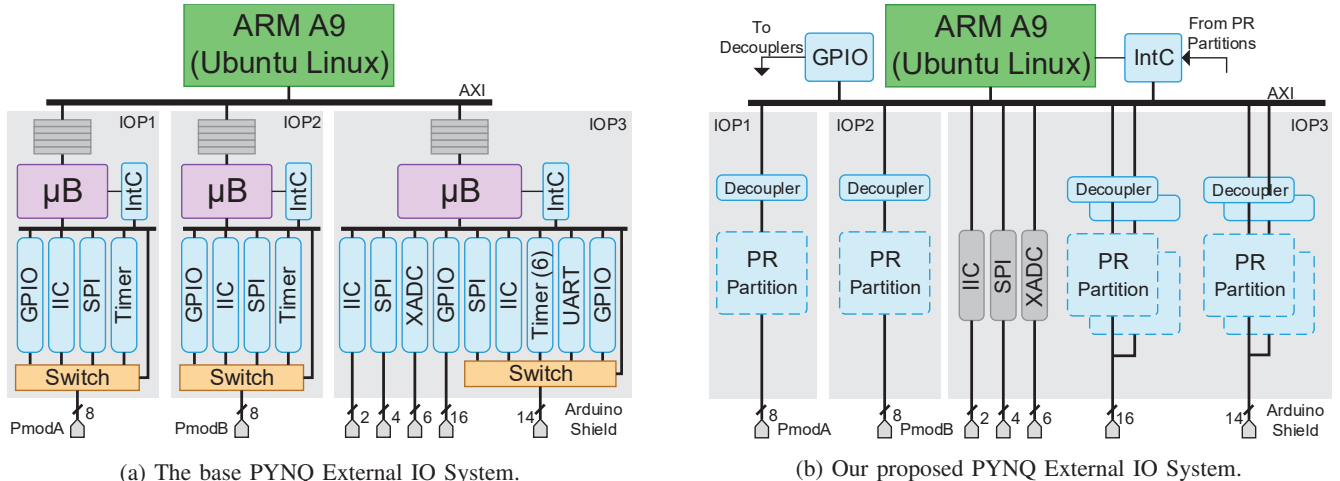 ARM A9
(Ubuntu Linux)
AXI
IOP1
IOP2
IOP3
μB
IntC
μB
IntC
μB
IntC
GPIO
IIC
SPI
Timer
GPIO
IIC
SPI
Timer
IIC
SPI
XADC
GPIO
SPI
IIC
Timer (6)
UART
GPIO
Switch
Switch
Switch
8
8
2
4
6
16
14
PmodA
PmodB
Arduino
Shield
(a) The base PYNQ External IO System.
To
Decouplers
GPIO
ARM A9
(Ubuntu Linux)
IntC
From PR
Partitions
AXI
IOP1
IOP2
IOP3
Decoupler
Decoupler
Decoupler
Decoupler
PR
Partition
PR
Partition
IIC
SPI
XADC
PR
Partition
PR
Partition
8
8
2
4
6
16
14
PmodA
PmodB
Arduino
Shield
(b) Our proposed PYNQ External IO System.